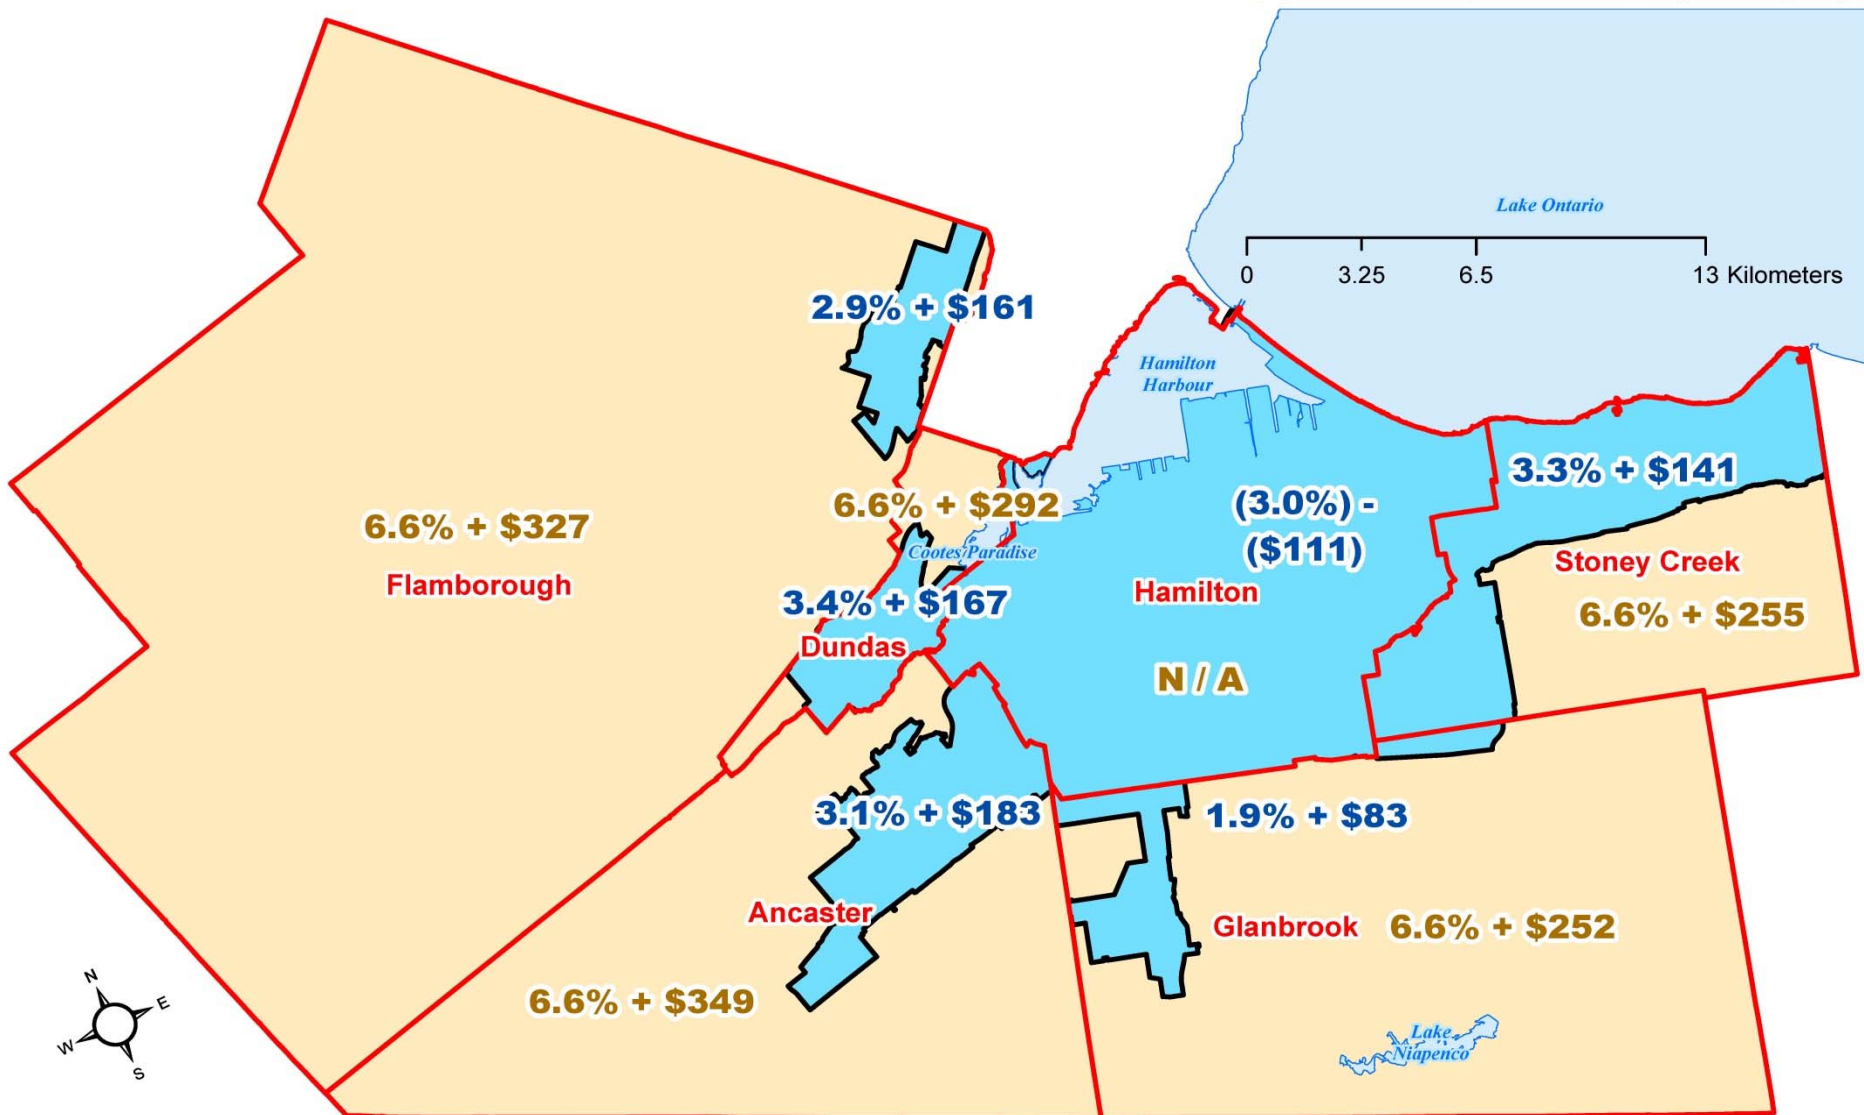 Lake Ontario
0 3.25 6.5 13 Kilometers
2.9% + $161
Hamilton
Harbour
3.3% + $141
6.6% + $292
(3.0%) -
($111)
6.6% + $327
Cootes Paradise
Stoney Creek
Flamborough
Hamilton
3.4% + $167
6.6% + $255
Dundas
N / A
3.1% + $183
1.9% + $83
Ancaster
Glanbrook
6.6% + $252
6.6% + $349
N
E
W
S
Lake
Niapenco